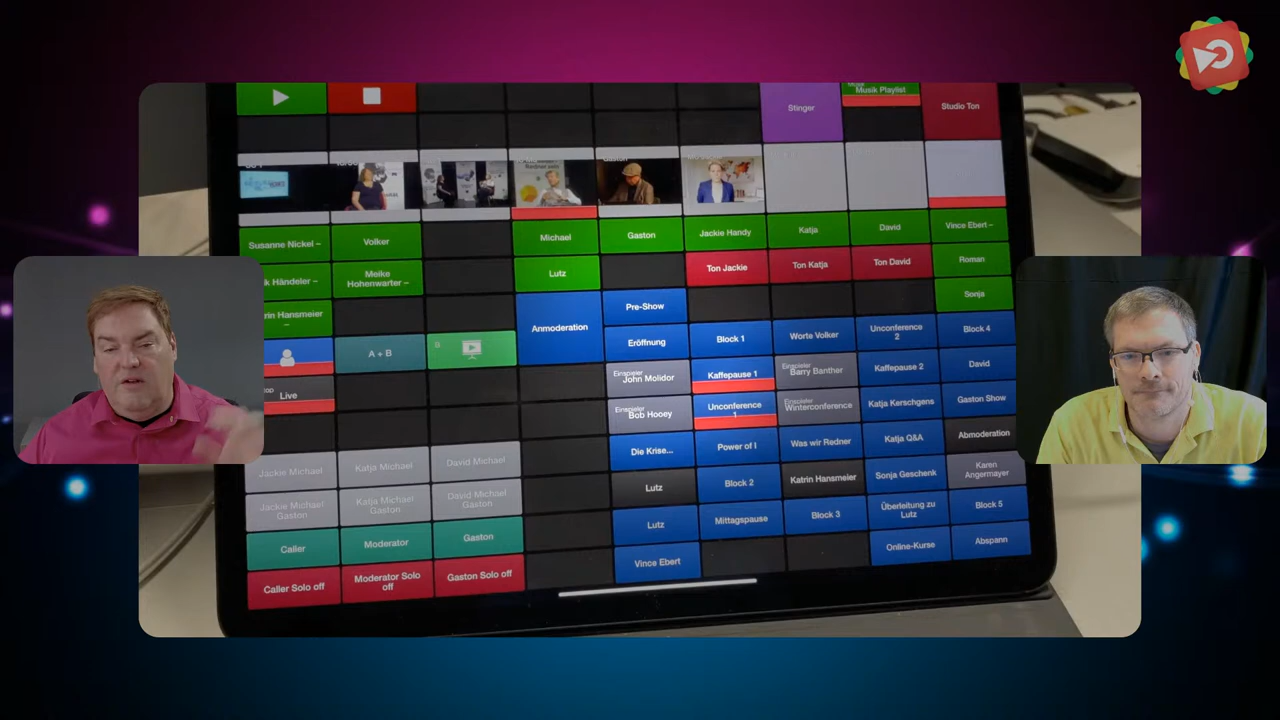 Stinger
Musik Playlist
Studio Ton
Susanne Nickel –
Volker
Michael
Gaston
Jackie Handy
Katja
David
Vince Ebert –
k Händeler –
Meike
Hohenwarter –
Lutz
Ton Jackie
Ton Katja
Ton David
Roman
rin Hansmeier
–
Anmoderation
Pre-Show
Sonja
A + B
Eröffnung
Block 1
Worte Volker
Unconference
2
Block 4
Live
Einspieler
John Molidor
Kaffepause 1
Einspieler
Barry Banthar
Kaffepause 2
David
Einspieler
Bob Hooey
Unconference
1
Einspieler
Winterconference
Katja Kerschgens
Gaston Show
Jackie Michael
Katja Michael
David Michael
Die Krise...
Power of I
Was wir Redner
Katja Q&A
Abmoderation
Jackie Michael
Gaston
Katja Michael
Gaston
David Michael
Gaston
Lutz
Block 2
Katrin Hansmeier
Sonja Geschenk
Karen
Angermayer
Caller
Moderator
Gaston
Lutz
Mittagspause
Block 3
Überleitung zu
Lutz
Block 5
Caller Solo off
Moderator Solo
off
Gaston Solo off
Vince Ebert
Online-Kurse
Abspann